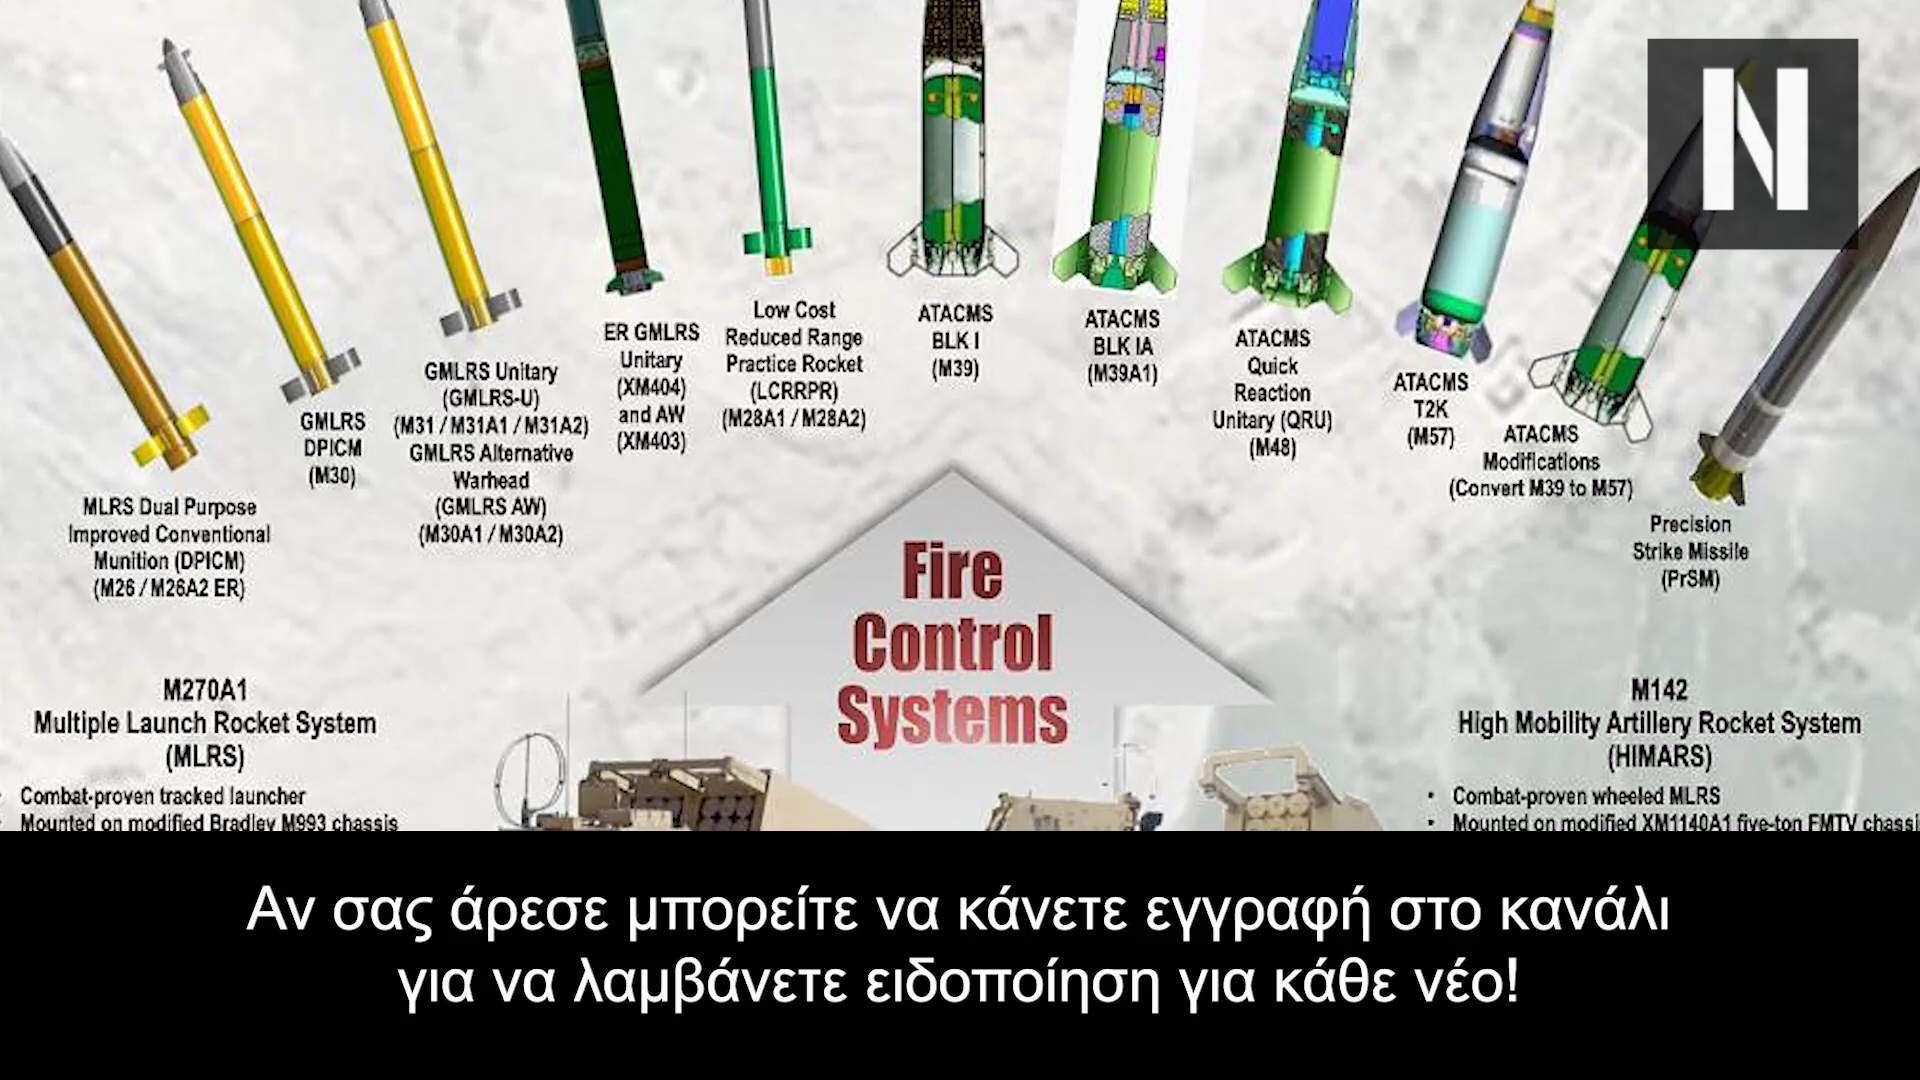 N
MLRS Dual Purpose
Improved Conventional
Munition (DPICM)
(M26 / M26A2 ER)
GMLRS
DPICM
(M30)
GMLRS Unitary
(GMLRS-U)
(M31 / M31A1 / M31A2)
GMLRS Alternative
Warhead
(GMLRS AW)
(M30A1 / M30A2)
ER GMLRS
Unitary
(XM404)
and AW
(XM403)
Low Cost
Reduced Range
Practice Rocket
(LCRRPR)
(M28A1 / M28A2)
ATACMS
BLK I
(M39)
ATACMS
BLK IA
(M39A1)
ATACMS
Quick
Reaction
Unitary (QRU)
(M48)
ATACMS
T2K
(M57)
ATACMS
Modifications
(Convert M39 to M57)
Precision
Strike Missile
(PrSM)
Fire
Control
Systems
M270A1
Multiple Launch Rocket System
(MLRS)
• Combat-proven tracked launcher
• Mounted on modified Bradley M993 chassis
M142
High Mobility Artillery Rocket System
(HIMARS)
• Combat-proven wheeled MLRS
• Mounted on modified XM1140A1 five-ton FMTV chassi
Αν σας άρεσε μπορείτε να κάνετε εγγραφή στο κανάλι
για να λαμβάνετε ειδοποίηση για κάθε νέο!